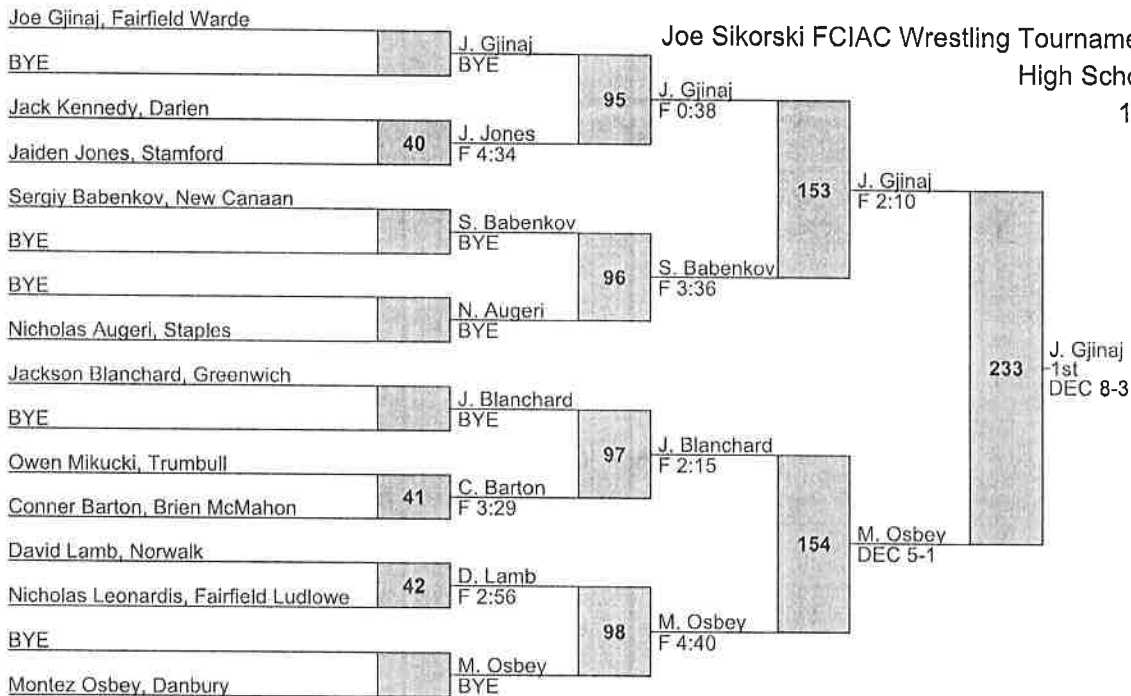 Joe Sikorski FCIAC Wrestling Tourname
High Scho
1
Joe Gjinaj, Fairfield Warde
BYE
J. Gjinaj
BYE
Jack Kennedy, Darien
40
Jaiden Jones, Stamford
J. Jones
F 4:34
95
J. Gjinaj
F 0:38
Sergiy Babenkov, New Canaan
BYE
S. Babenkov
BYE
BYE
Nicholas Augeri, Staples
N. Augeri
BYE
96
S. Babenkov
F 3:36
153
J. Gjinaj
F 2:10
Jackson Blanchard, Greenwich
BYE
J. Blanchard
BYE
Owen Mikucki, Trumbull
41
Conner Barton, Brien McMahon
C. Barton
F 3:29
97
J. Blanchard
F 2:15
David Lamb, Norwalk
42
Nicholas Leonardis, Fairfield Ludlowe
D. Lamb
F 2:56
BYE
Montez Osbey, Danbury
M. Osbey
BYE
98
M. Osbey
F 4:40
154
M. Osbey
DEC 5-1
233
J. Gjinaj
1st
DEC 8-3